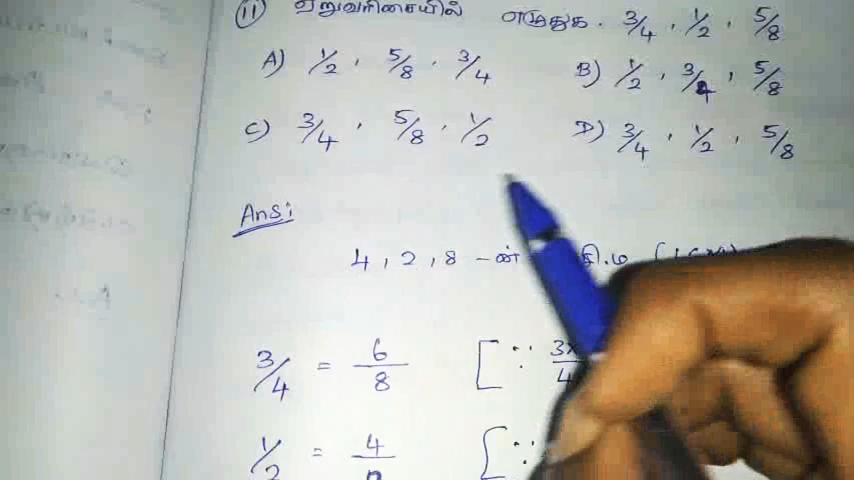 11) ஏறுவரிசையில் எழுதுக. 3/4, 1/2, 5/8
A) 1/2, 5/8, 3/4 B) 1/2, 3/4, 5/8
C) 3/4, 5/8, 1/2 D) 3/4, 1/2, 5/8
Ans:
4, 2, 8 -ன்
3/4 = 6/8 [∵ 3x
1/2 = 4 [∵